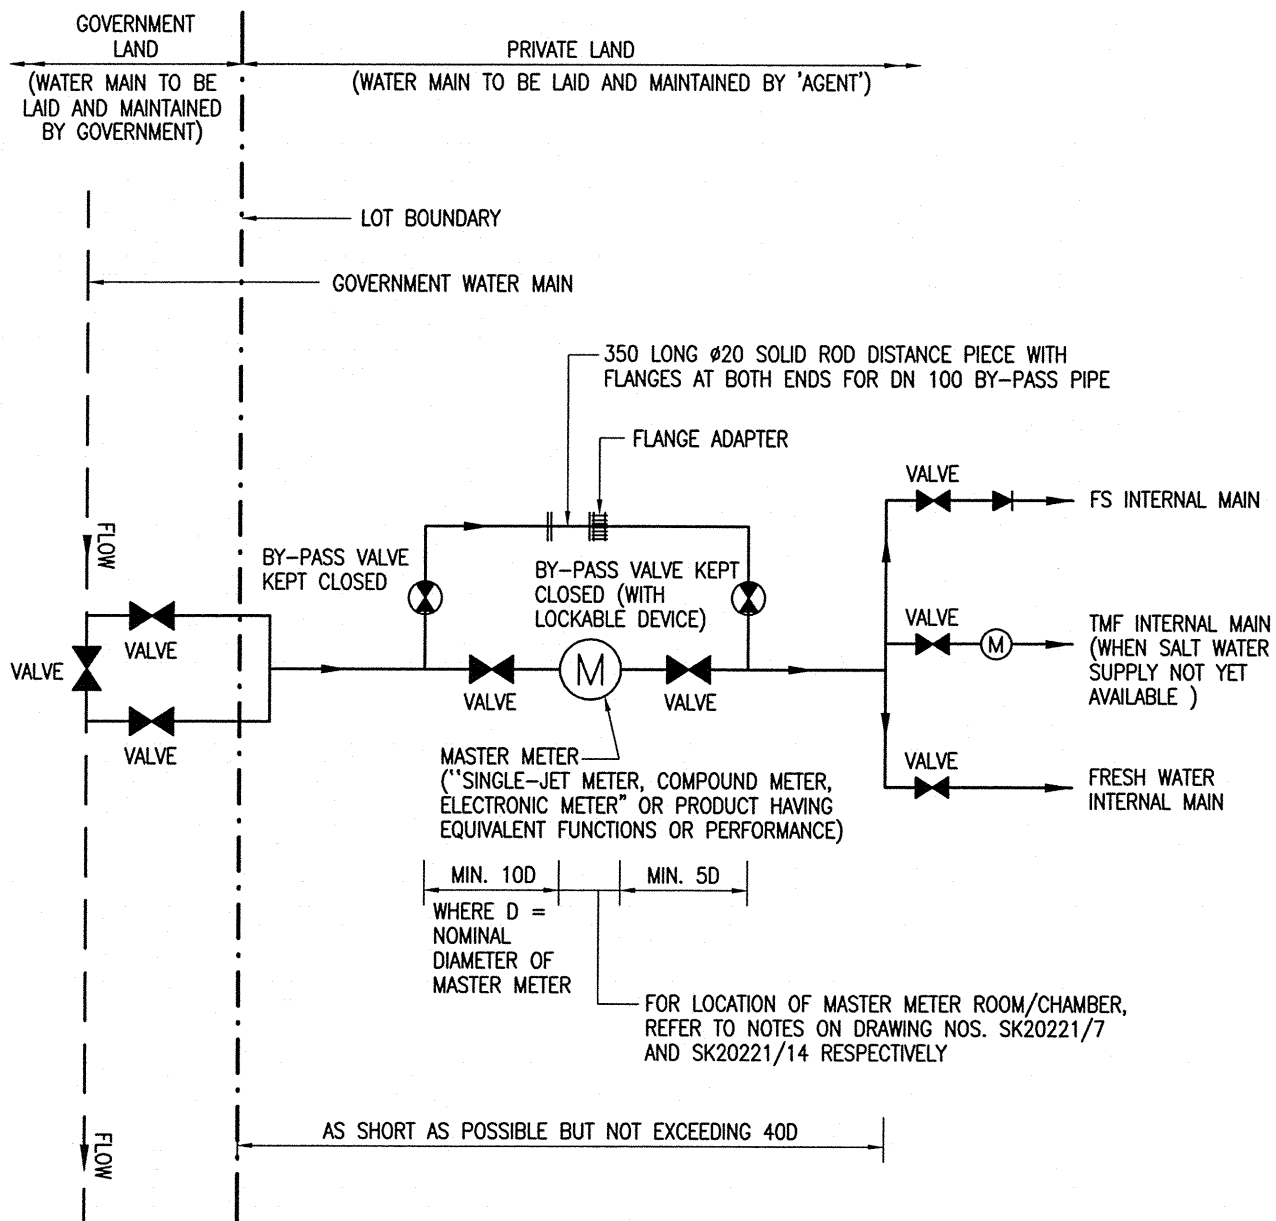 GOVERNMENT
LAND
(WATER MAIN TO BE
LAID AND MAINTAINED
BY GOVERNMENT)
PRIVATE LAND
(WATER MAIN TO BE LAID AND MAINTAINED BY 'AGENT')
LOT BOUNDARY
GOVERNMENT WATER MAIN
350 LONG ø20 SOLID ROD DISTANCE PIECE WITH
FLANGES AT BOTH ENDS FOR DN 100 BY-PASS PIPE
FLANGE ADAPTER
FLOW
BY-PASS VALVE
KEPT CLOSED
BY-PASS VALVE KEPT
CLOSED (WITH
LOCKABLE DEVICE)
VALVE
FS INTERNAL MAIN
VALVE
VALVE
VALVE
VALVE
M
VALVE
VALVE
M
TMF INTERNAL MAIN
(WHEN SALT WATER
SUPPLY NOT YET
AVAILABLE )
VALVE
FRESH WATER
INTERNAL MAIN
MASTER METER
(''SINGLE-JET METER, COMPOUND METER,
ELECTRONIC METER" OR PRODUCT HAVING
EQUIVALENT FUNCTIONS OR PERFORMANCE)
MIN. 10D
MIN. 5D
WHERE D =
NOMINAL
DIAMETER OF
MASTER METER
FOR LOCATION OF MASTER METER ROOM/CHAMBER,
REFER TO NOTES ON DRAWING NOS. SK20221/7
AND SK20221/14 RESPECTIVELY
AS SHORT AS POSSIBLE BUT NOT EXCEEDING 40D
FLOW